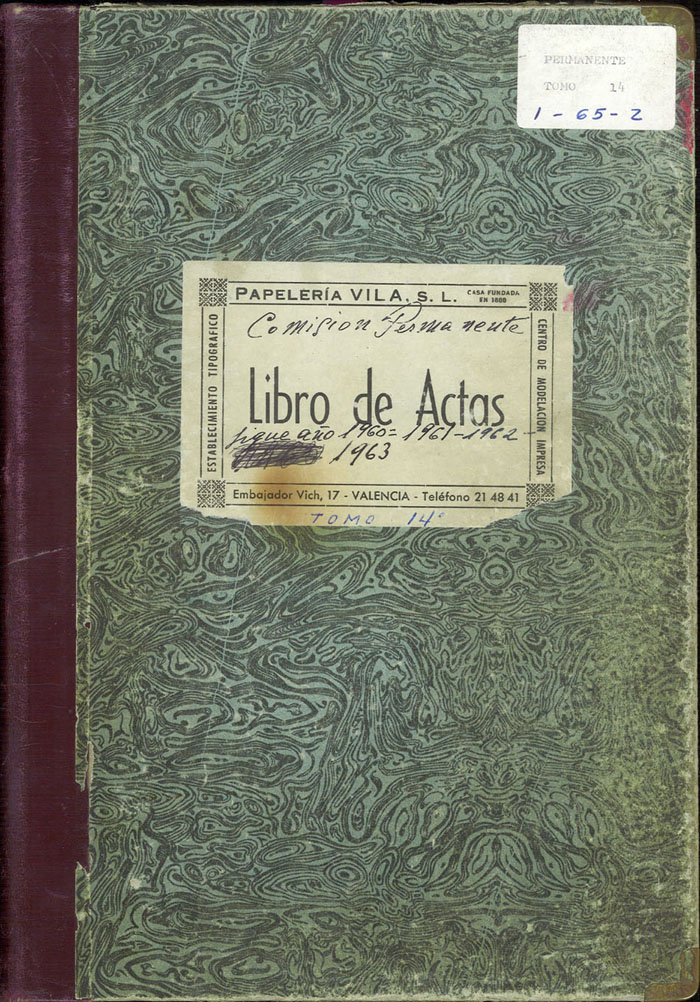 PERMANENTE
TOMO 14
1 - 65 - 2
PAPELERÍA VILA, S. L.
CASA FUNDADA
EN 1888
Comision Permanente
ESTABLECIMIENTO TIPOGRAFICO
CENTRO DE MODELACION IMPRESA
Libro de Actas
sigue año 1960 = 1961 - 1962 -
1963
Embajador Vich, 17 - VALENCIA - Teléfono 21 48 41
TOMO 14º